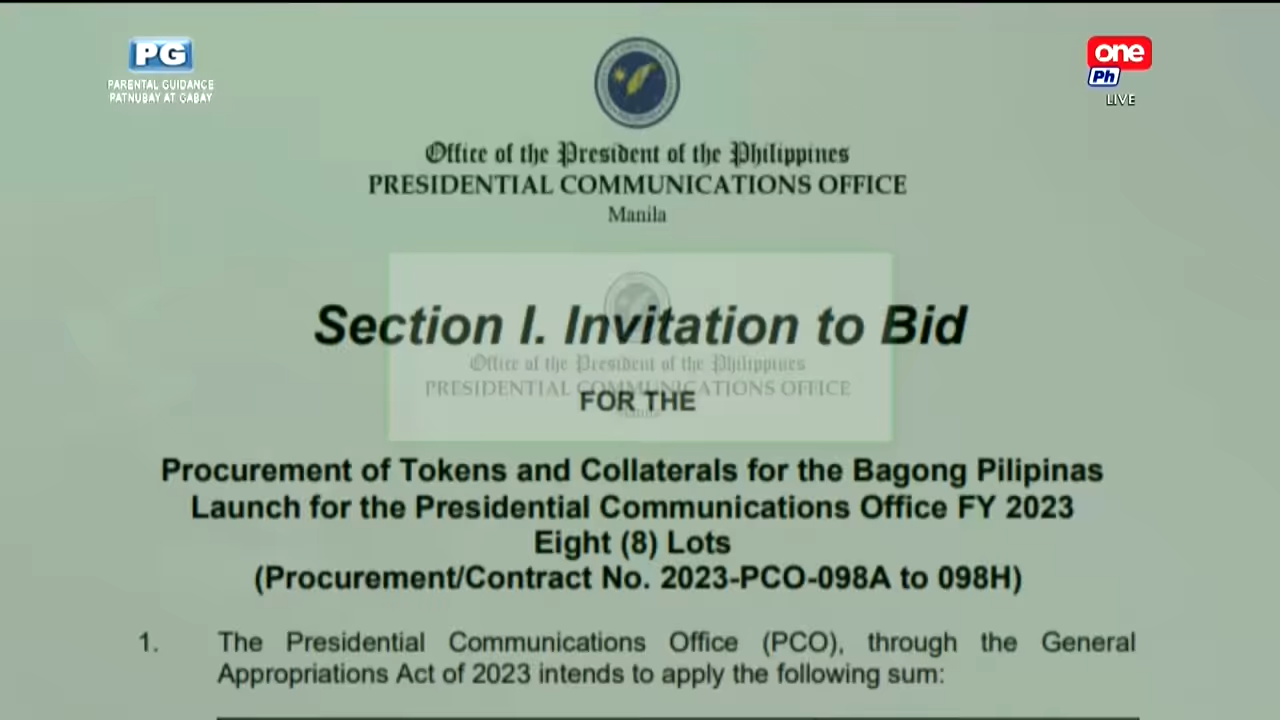 PG
PARENTAL GUIDANCE
PATNUBAY AT GABAY
one
Ph
LIVE
Office of the President of the Philippines
PRESIDENTIAL COMMUNICATIONS OFFICE
Manila
Section I. Invitation to Bid
Office of the President of the Philippines
PRESIDENTIAL COMMUNICATIONS OFFICE
FOR THE
Procurement of Tokens and Collaterals for the Bagong Pilipinas
Launch for the Presidential Communications Office FY 2023
Eight (8) Lots
(Procurement/Contract No. 2023-PCO-098A to 098H)
1. The Presidential Communications Office (PCO), through the General
Appropriations Act of 2023 intends to apply the following sum: